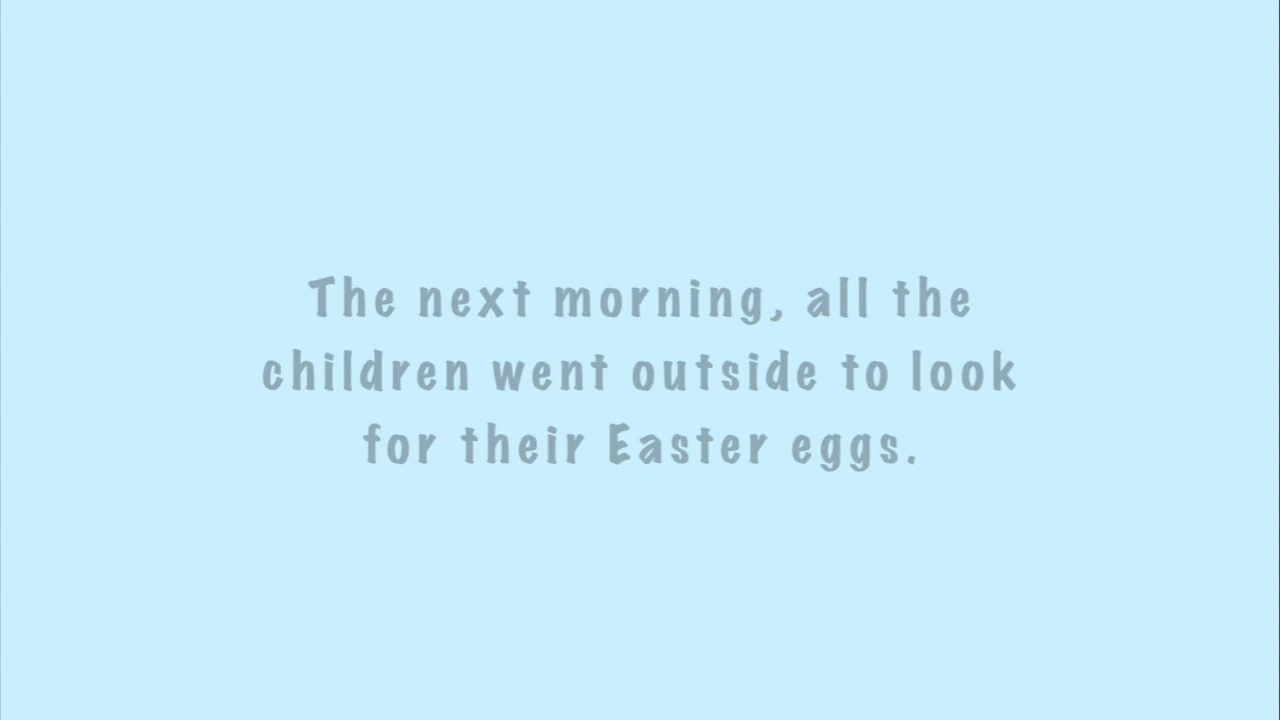 The next morning, all the
children went outside to look
for their Easter eggs.